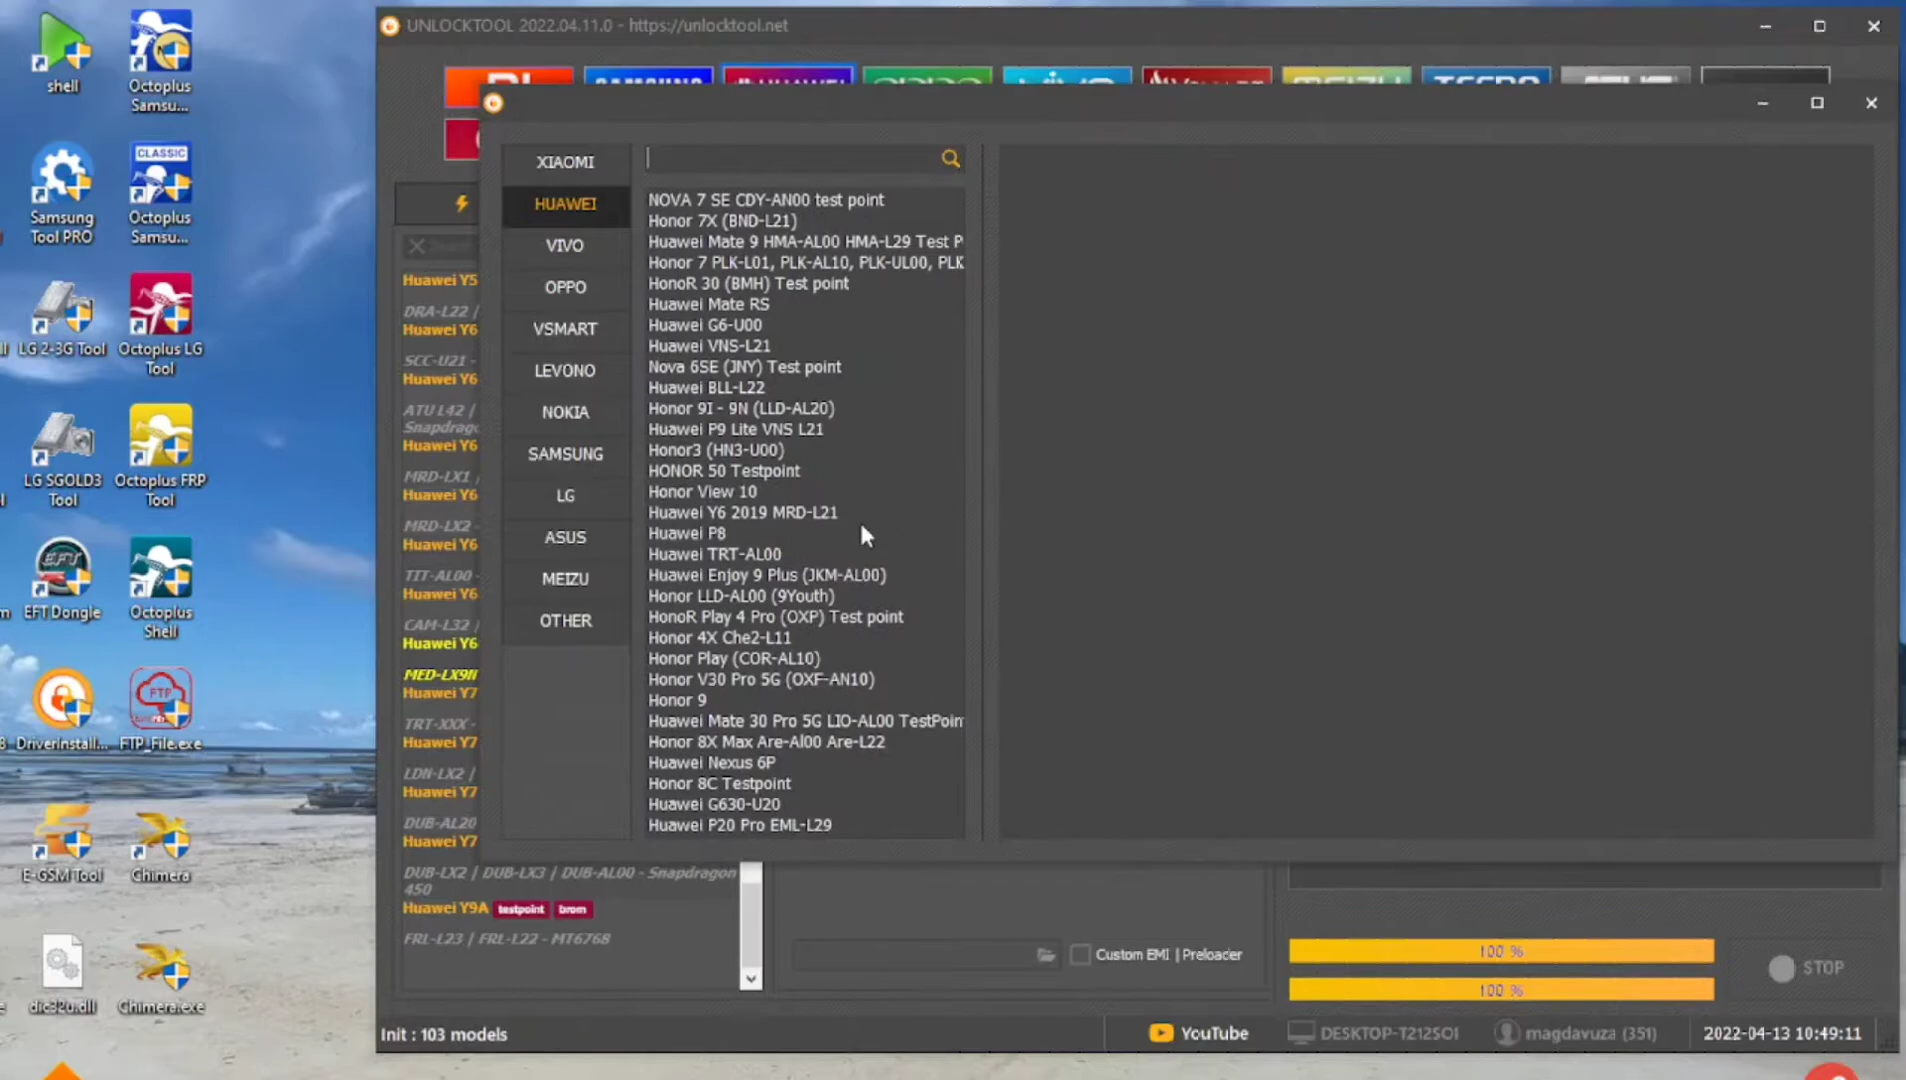 shell
Octoplus
Samsu...
Samsung
Tool PRO
CLASSIC
Octoplus
Samsu...
LG 2-3G Tool
Octoplus LG
Tool
LG SGOLD3
Tool
Octoplus FRP
Tool
EFT
EFT Dongle
Octoplus
Shell
DriverInstall...
FTP
FTP_File.exe
E-GSM Tool
Chimera
Chimera.exe
UNLOCKTOOL 2022.04.11.0 - https://unlocktool.net
SAMSUNG
HUAWEI
XIAOMI
HUAWEI
VIVO
OPPO
VSMART
LEVONO
NOKIA
SAMSUNG
LG
ASUS
MEIZU
OTHER
NOVA 7 SE CDY-AN00 test point
Honor 7X (BND-L21)
Huawei Mate 9 HMA-AL00 HMA-L29 Test P
Honor 7 PLK-L01, PLK-AL10, PLK-UL00, PLK
HonoR 30 (BMH) Test point
Huawei Mate RS
Huawei G6-U00
Huawei VNS-L21
Nova 6SE (JNY) Test point
Huawei BLL-L22
Honor 9I - 9N (LLD-AL20)
Huawei P9 Lite VNS L21
Honor3 (HN3-U00)
HONOR 50 Testpoint
Honor View 10
Huawei Y6 2019 MRD-L21
Huawei P8
Huawei TRT-AL00
Huawei Enjoy 9 Plus (JKM-AL00)
Honor LLD-AL00 (9Youth)
HonoR Play 4 Pro (OXP) Test point
Honor 4X Che2-L11
Honor Play (COR-AL10)
Honor V30 Pro 5G (OXF-AN10)
Honor 9
Huawei Mate 30 Pro 5G LIO-AL00 TestPoin
Honor 8X Max Are-Al00 Are-L22
Huawei Nexus 6P
Honor 8C Testpoint
Huawei G630-U20
Huawei P20 Pro EML-L29
Huawei Y5
DRA-L22 /
Huawei Y6
SCC-U21 -
Huawei Y6
ATU L42 |
Snapdrag
Huawei Y6
MRD-LX1
Huawei Y6
MRD-LX2 -
Huawei Y6
TIT-AL00 -
Huawei Y6
CAM-L32 /
Huawei Y6
MED-LX9N
Huawei Y7
TRT-XXX -
Huawei Y7
LDN-LX2 |
Huawei Y7
DUB-AL20
Huawei Y7
DUB-LX2 | DUB-LX3 | DUB-AL00 - Snapdragon
450
Huawei Y9A testpoint brom
FRL-L23 | FRL-L22 - MT6768
Custom EMI | Preloader
100 %
100 %
STOP
Init : 103 models
YouTube
DESKTOP-T212SOI
magdavuza (351)
2022-04-13 10:49:11